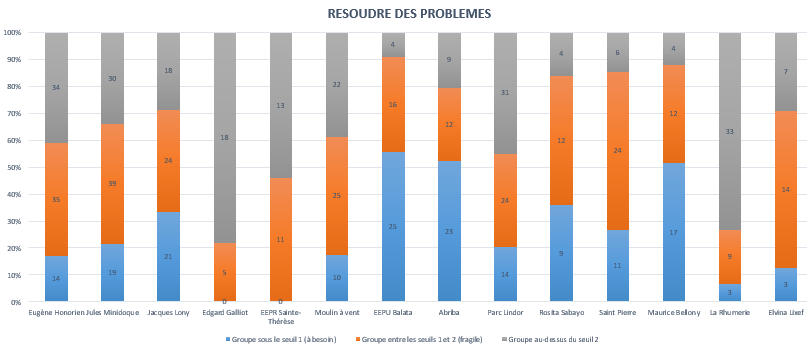 RESOUDRE DES PROBLEMES
100%
90%
80%
70%
60%
50%
40%
30%
20%
10%
0%
34 30 18 18 13 22 4 9 31 4 6 4 33 7
35 39 24 5 11 25 16 12 24 12 24 12 9 14
14 19 21 0 0 10 25 23 14 9 11 17 3 3
Eugène Honorien Jules Minidoque Jacques Lony Edgard Galliot EEPR Sainte-Thérèse Moulin à vent EEPU Balata Abriba Parc Lindor Rosita Sabayo Saint Pierre Maurice Bellony La Rhumerie Elvina Lixef
Groupe sous le seuil 1 (à besoin) Groupe entre les seuils 1 et 2 (fragile) Groupe au-dessus du seuil 2